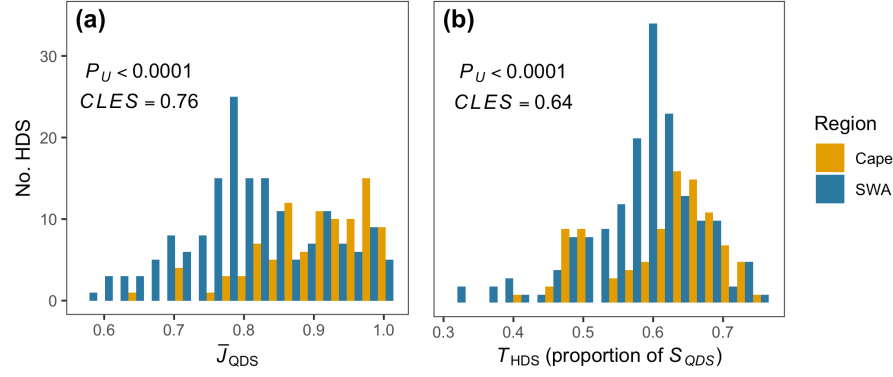 (a)
P_U < 0.0001
CLES = 0.76
No. HDS
30
20
10
0
0.6 0.7 0.8 0.9 1.0
J̅_QDS
(b)
P_U < 0.0001
CLES = 0.64
0.3 0.4 0.5 0.6 0.7
T_HDS (proportion of S_QDS)
Region
Cape
SWA